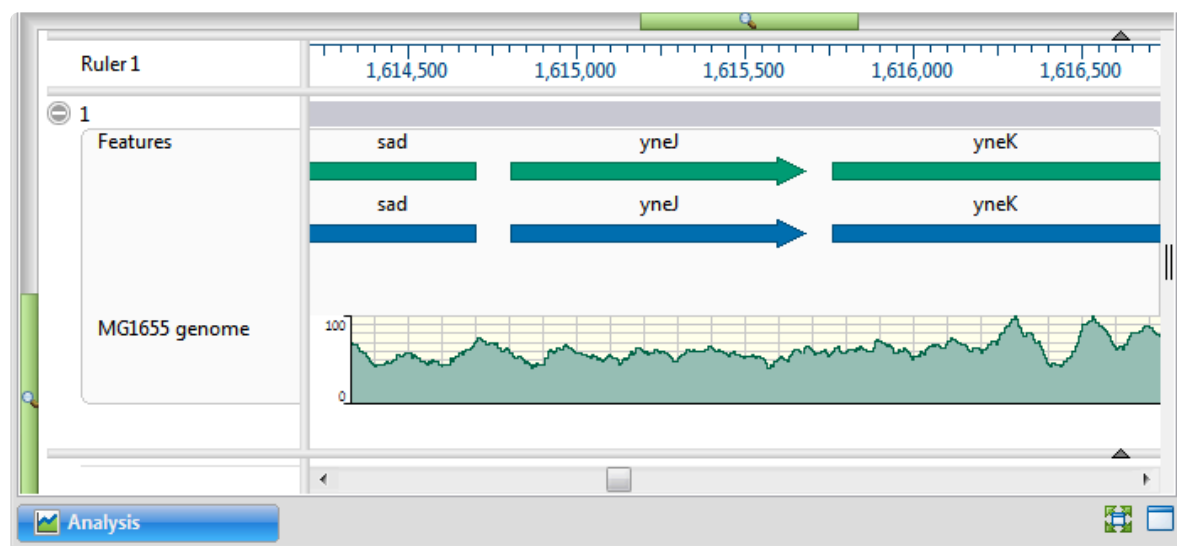 Ruler 1
1,614,500 1,615,000 1,615,500 1,616,000 1,616,500
1
Features
sad yneJ yneK
sad yneJ yneK
MG1655 genome
100
0
Analysis